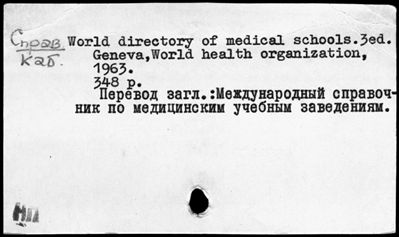 Справ. World directory of medical schools.3ed.
Каб. Geneva,World health organization,
1963.
348 p.
Перевод загл.:Международный справоч-
ник по медицинским учебным заведениям.
НП